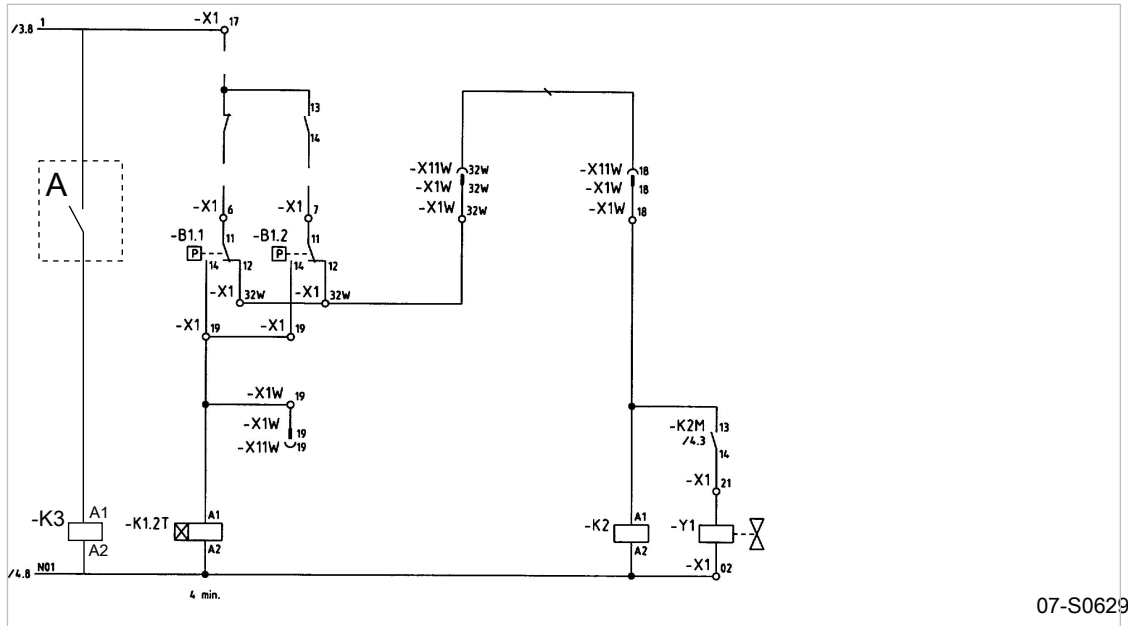 /3.8 1
-X1 17
13
14
A
-X11W 32W
-X1W 32W
-X1W 32W
-X11W 18
-X1W 18
-X1W 18
-X1 6
-X1 7
-B1.1 P 11
14 12
-B1.2 P 11
14 12
-X1 32W
-X1 32W
-X1 19
-X1 19
-X1W 19
-X1W 19
-X11W 19
-K2M 13
/4.3 14
-X1 21
-K3 A1
A2
-K1.2T A1
A2
-K2 A1
A2
-Y1
-X1 02
/4.8 N01
4 min.
07-S0629